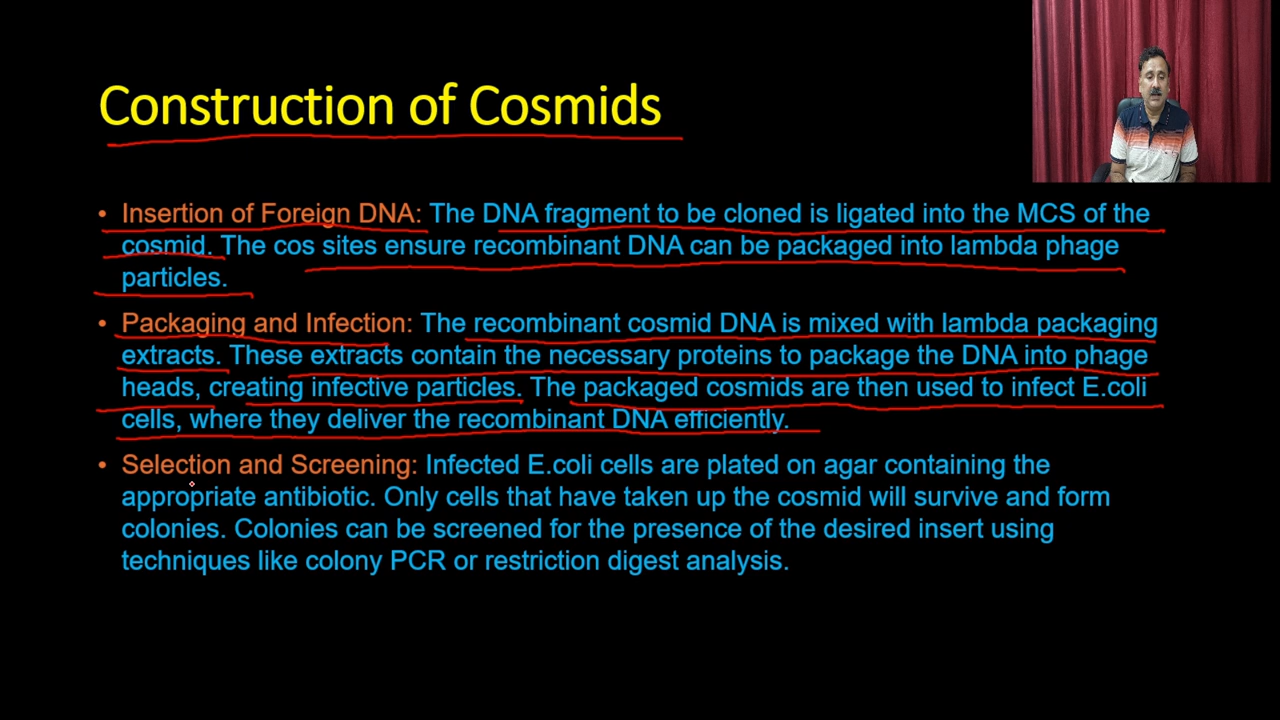 Construction of Cosmids
• Insertion of Foreign DNA: The DNA fragment to be cloned is ligated into the MCS of the
cosmid. The cos sites ensure recombinant DNA can be packaged into lambda phage
particles.
• Packaging and Infection: The recombinant cosmid DNA is mixed with lambda packaging
extracts. These extracts contain the necessary proteins to package the DNA into phage
heads, creating infective particles. The packaged cosmids are then used to infect E.coli
cells, where they deliver the recombinant DNA efficiently.
• Selection and Screening: Infected E.coli cells are plated on agar containing the
appropriate antibiotic. Only cells that have taken up the cosmid will survive and form
colonies. Colonies can be screened for the presence of the desired insert using
techniques like colony PCR or restriction digest analysis.